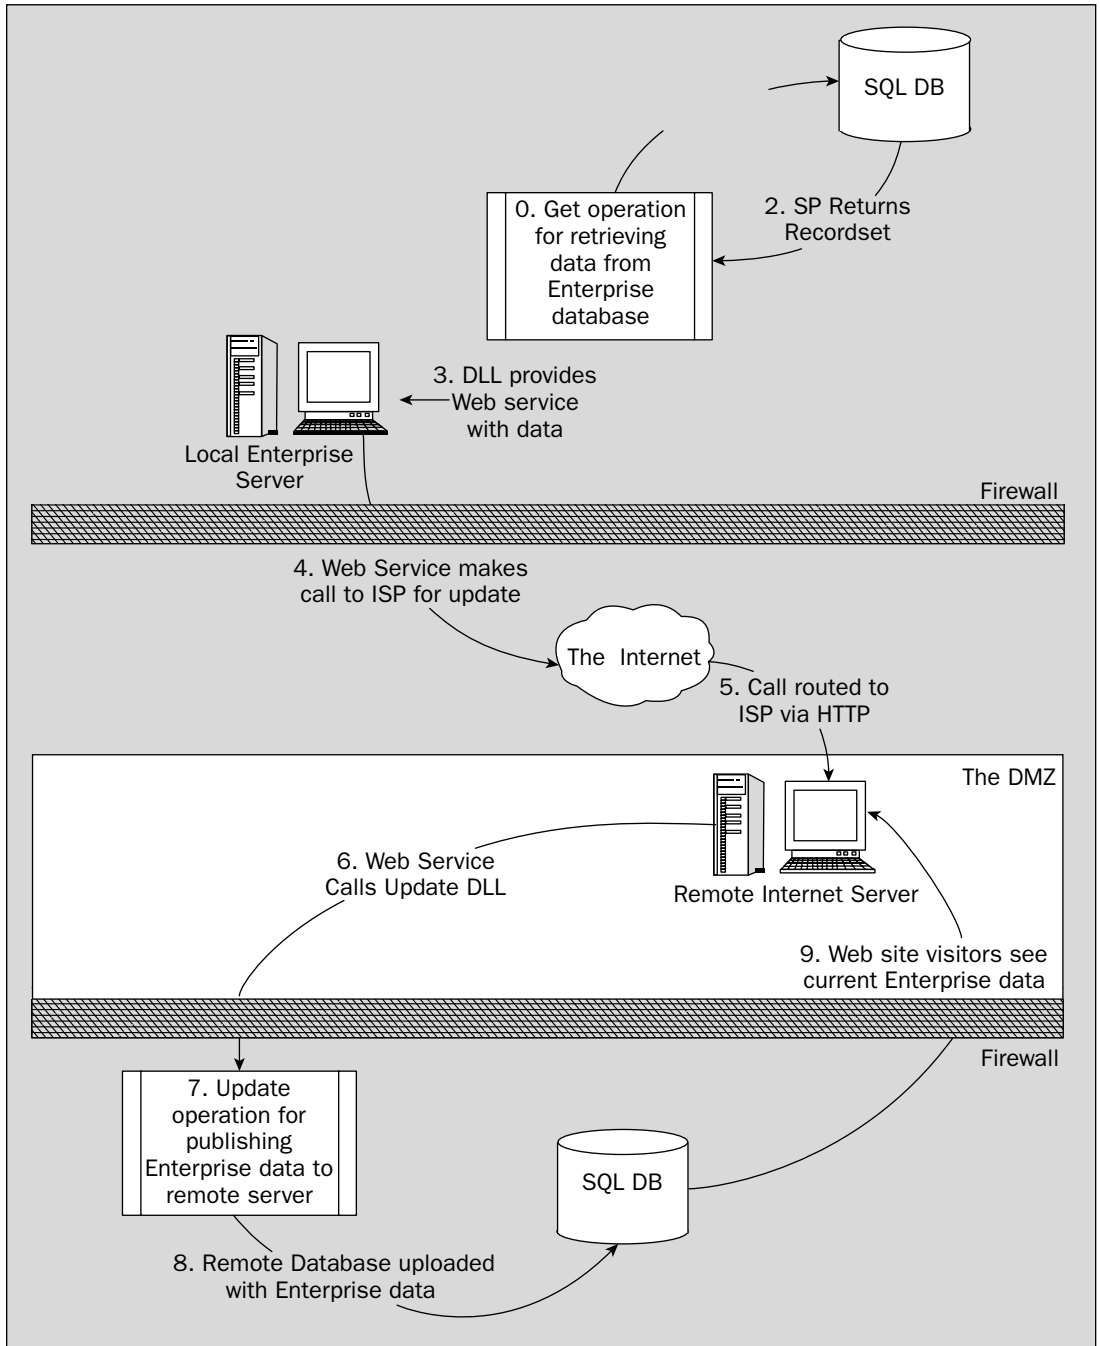 SQL DB
0. Get operation
for retrieving
data from
Enterprise
database
2. SP Returns
Recordset
3. DLL provides
Web service
with data
Local Enterprise
Server
Firewall
4. Web Service makes
call to ISP for update
The Internet
5. Call routed to
ISP via HTTP
The DMZ
Remote Internet Server
6. Web Service
Calls Update DLL
9. Web site visitors see
current Enterprise data
Firewall
7. Update
operation for
publishing
Enterprise data to
remote server
SQL DB
8. Remote Database uploaded
with Enterprise data